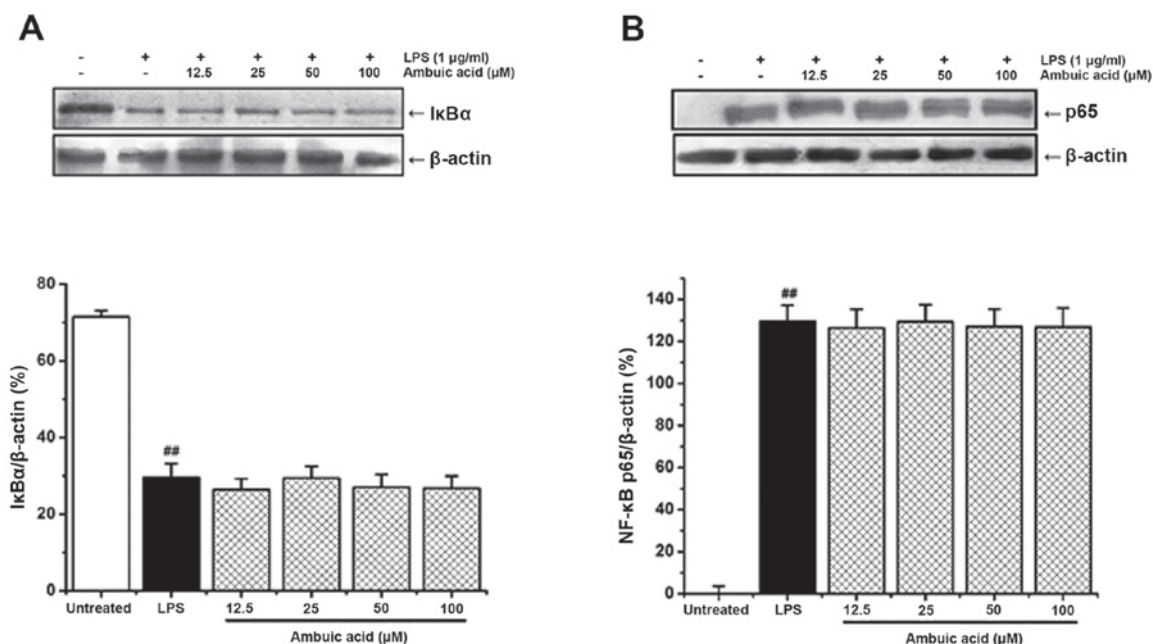 A
- + + + + + LPS (1 µg/ml)
- - 12.5 25 50 100 Ambuic acid (µM)
← IκBα
← β-actin
80
60
40
20
0
IκBα/β-actin (%)
##
Untreated LPS 12.5 25 50 100
Ambuic acid (µM)
B
- + + + + + LPS (1 µg/ml)
- - 12.5 25 50 100 Ambuic acid (µM)
← p65
← β-actin
140
120
100
80
60
40
20
0
NF-κB p65/β-actin (%)
##
Untreated LPS 12.5 25 50 100
Ambuic acid (µM)